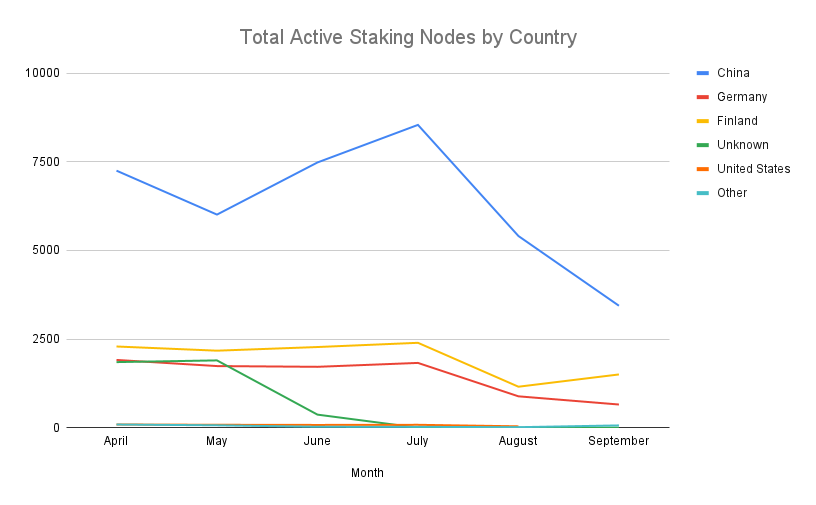 Total Active Staking Nodes by Country
10000
7500
5000
2500
0
April May June July August September
Month
China
Germany
Finland
Unknown
United States
Other